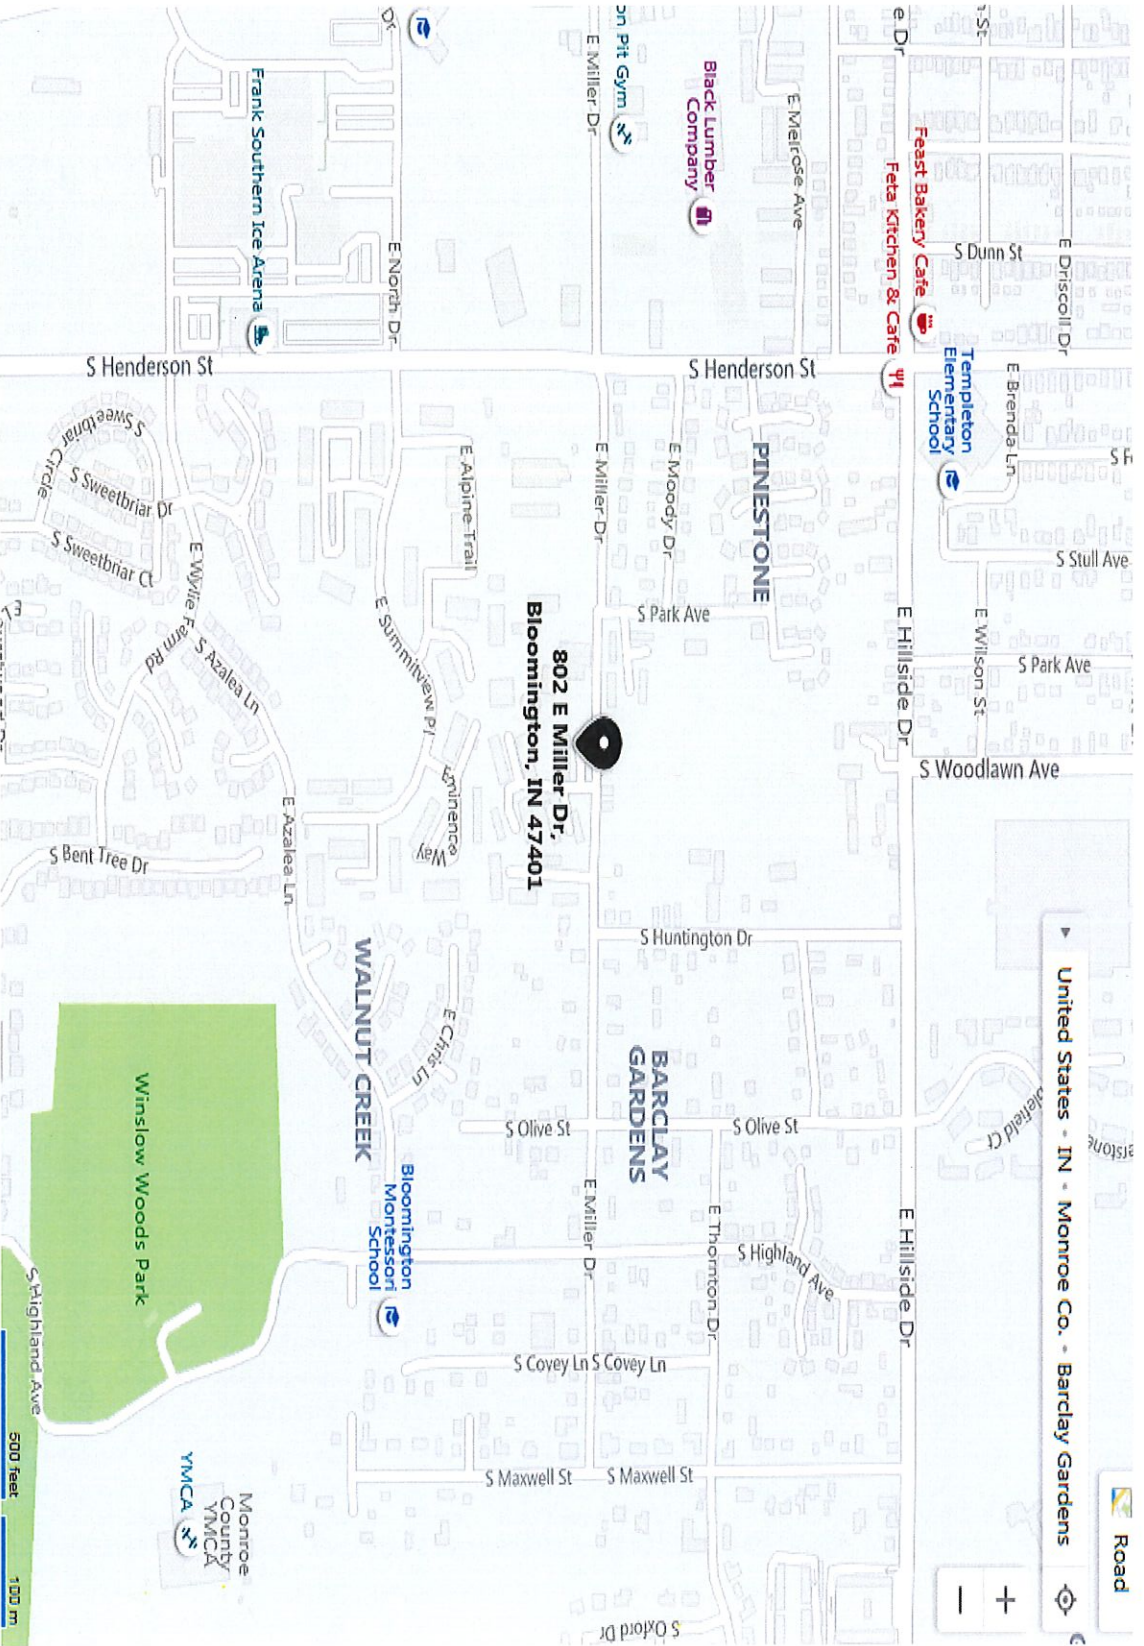 Road
United States · IN · Monroe Co. · Barclay Gardens
E Driscoll Dr
S Dunn St
E Brenda Ln
S Stull Ave
S Park Ave
E Wilson St
S Woodlawn Ave
Feast Bakery Cafe
Feta Kitchen & Cafe
Templeton
Elementary
School
E Hillside Dr
E Hillside Dr
E Melrose Ave
Black Lumber
Company
PINESTONE
S Henderson St
E Moody Dr
S Park Ave
S Huntington Dr
BARCLAY
GARDENS
S Olive St
S Olive St
E Thornton Dr
S Highland Ave
on Pit Gym
E Miller Dr
E Miller Dr
E Miller Dr
802 E Miller Dr,
Bloomington, IN 47401
S Covey Ln
S Covey Ln
S Maxwell St
S Maxwell St
S Oxford Dr
E North Dr
Dr
E Alpine Trail
E Summitview Pl
Eminence Way
E Chris Ln
WALNUT CREEK
Bloomington
Montessori
School
Frank Southern Ice Arena
S Henderson St
S Sweetbriar Circle
S Sweetbriar Dr
S Sweetbriar Ct
E Wylie Farm Rd
S Azalea Ln
E Azalea Ln
S Bent Tree Dr
Winslow Woods Park
S Highland Ave
YMCA
Monroe
County
YMCA
500 feet
100 m